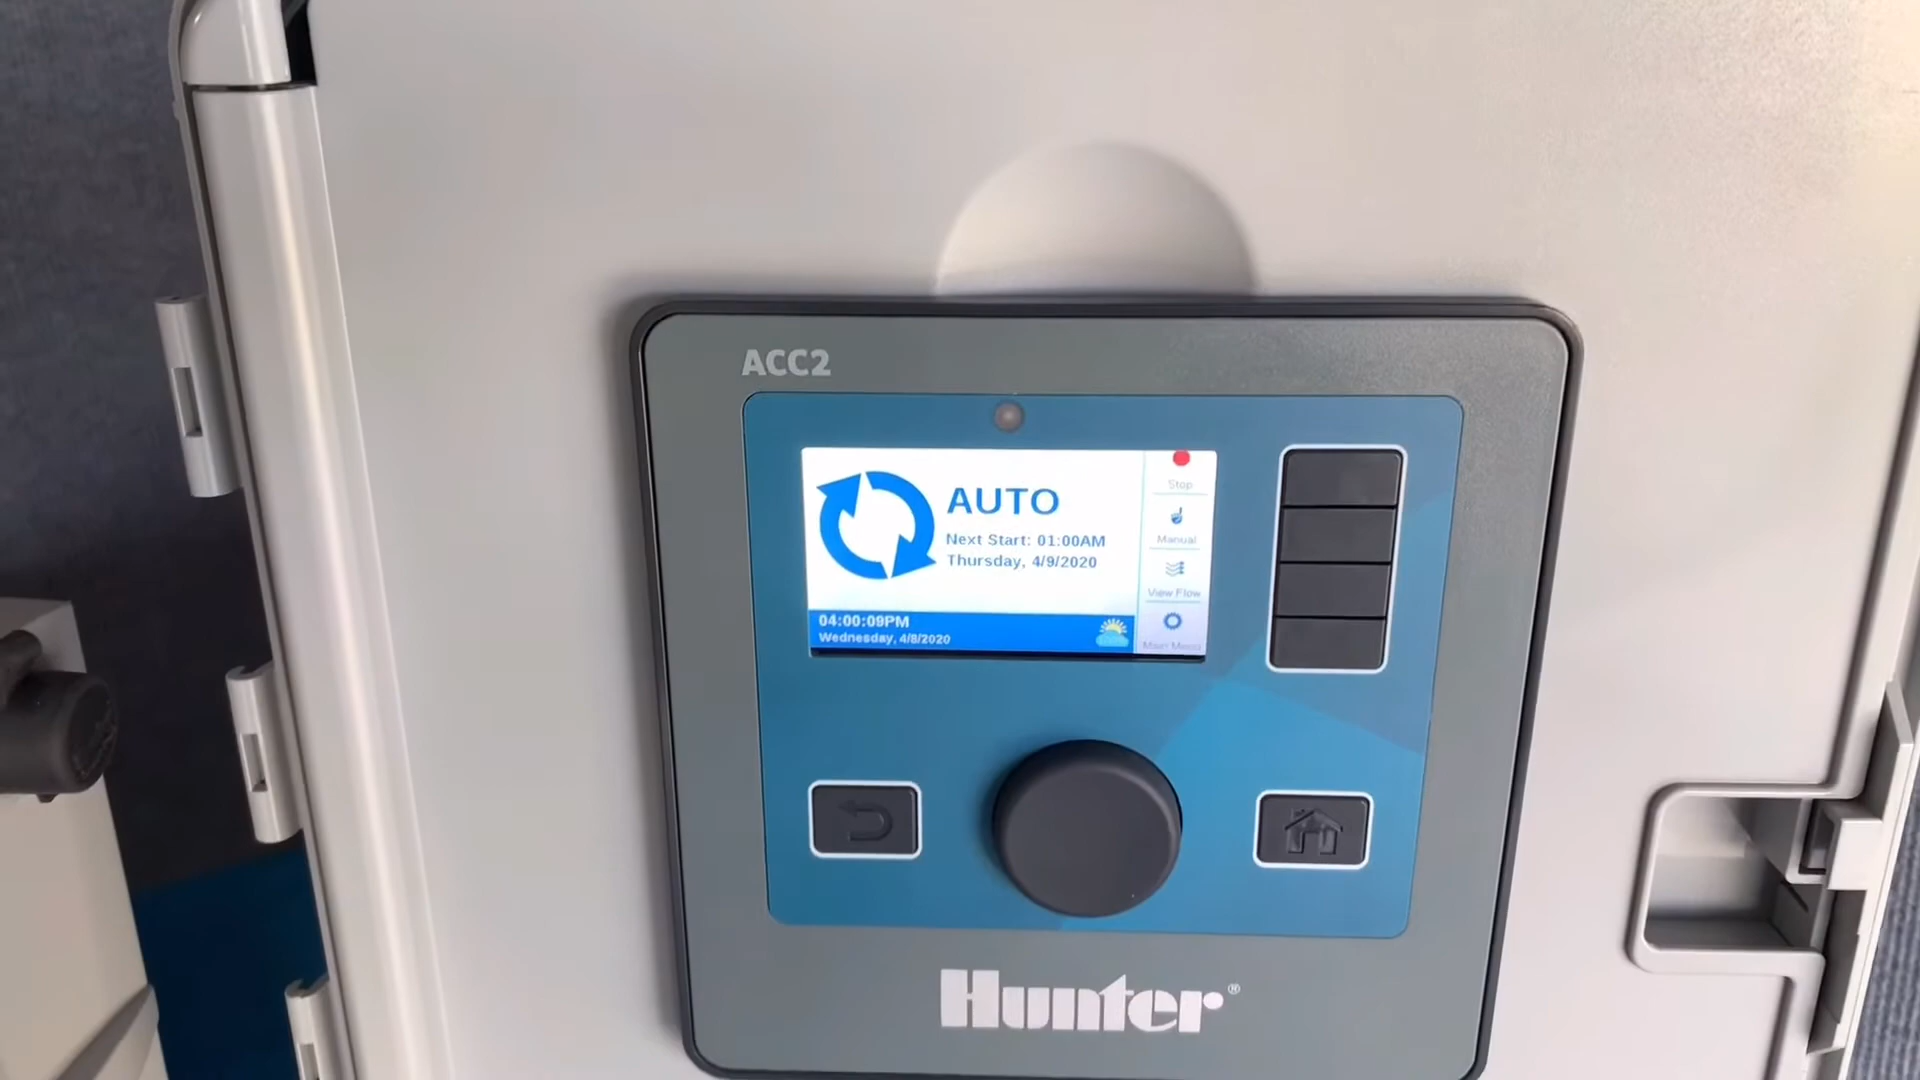 ACC2
AUTO
Next Start: 01:00AM
Thursday, 4/9/2020
04:00:09PM
Wednesday, 4/8/2020
Stop
Manual
View Flow
Main Menu
Hunter®